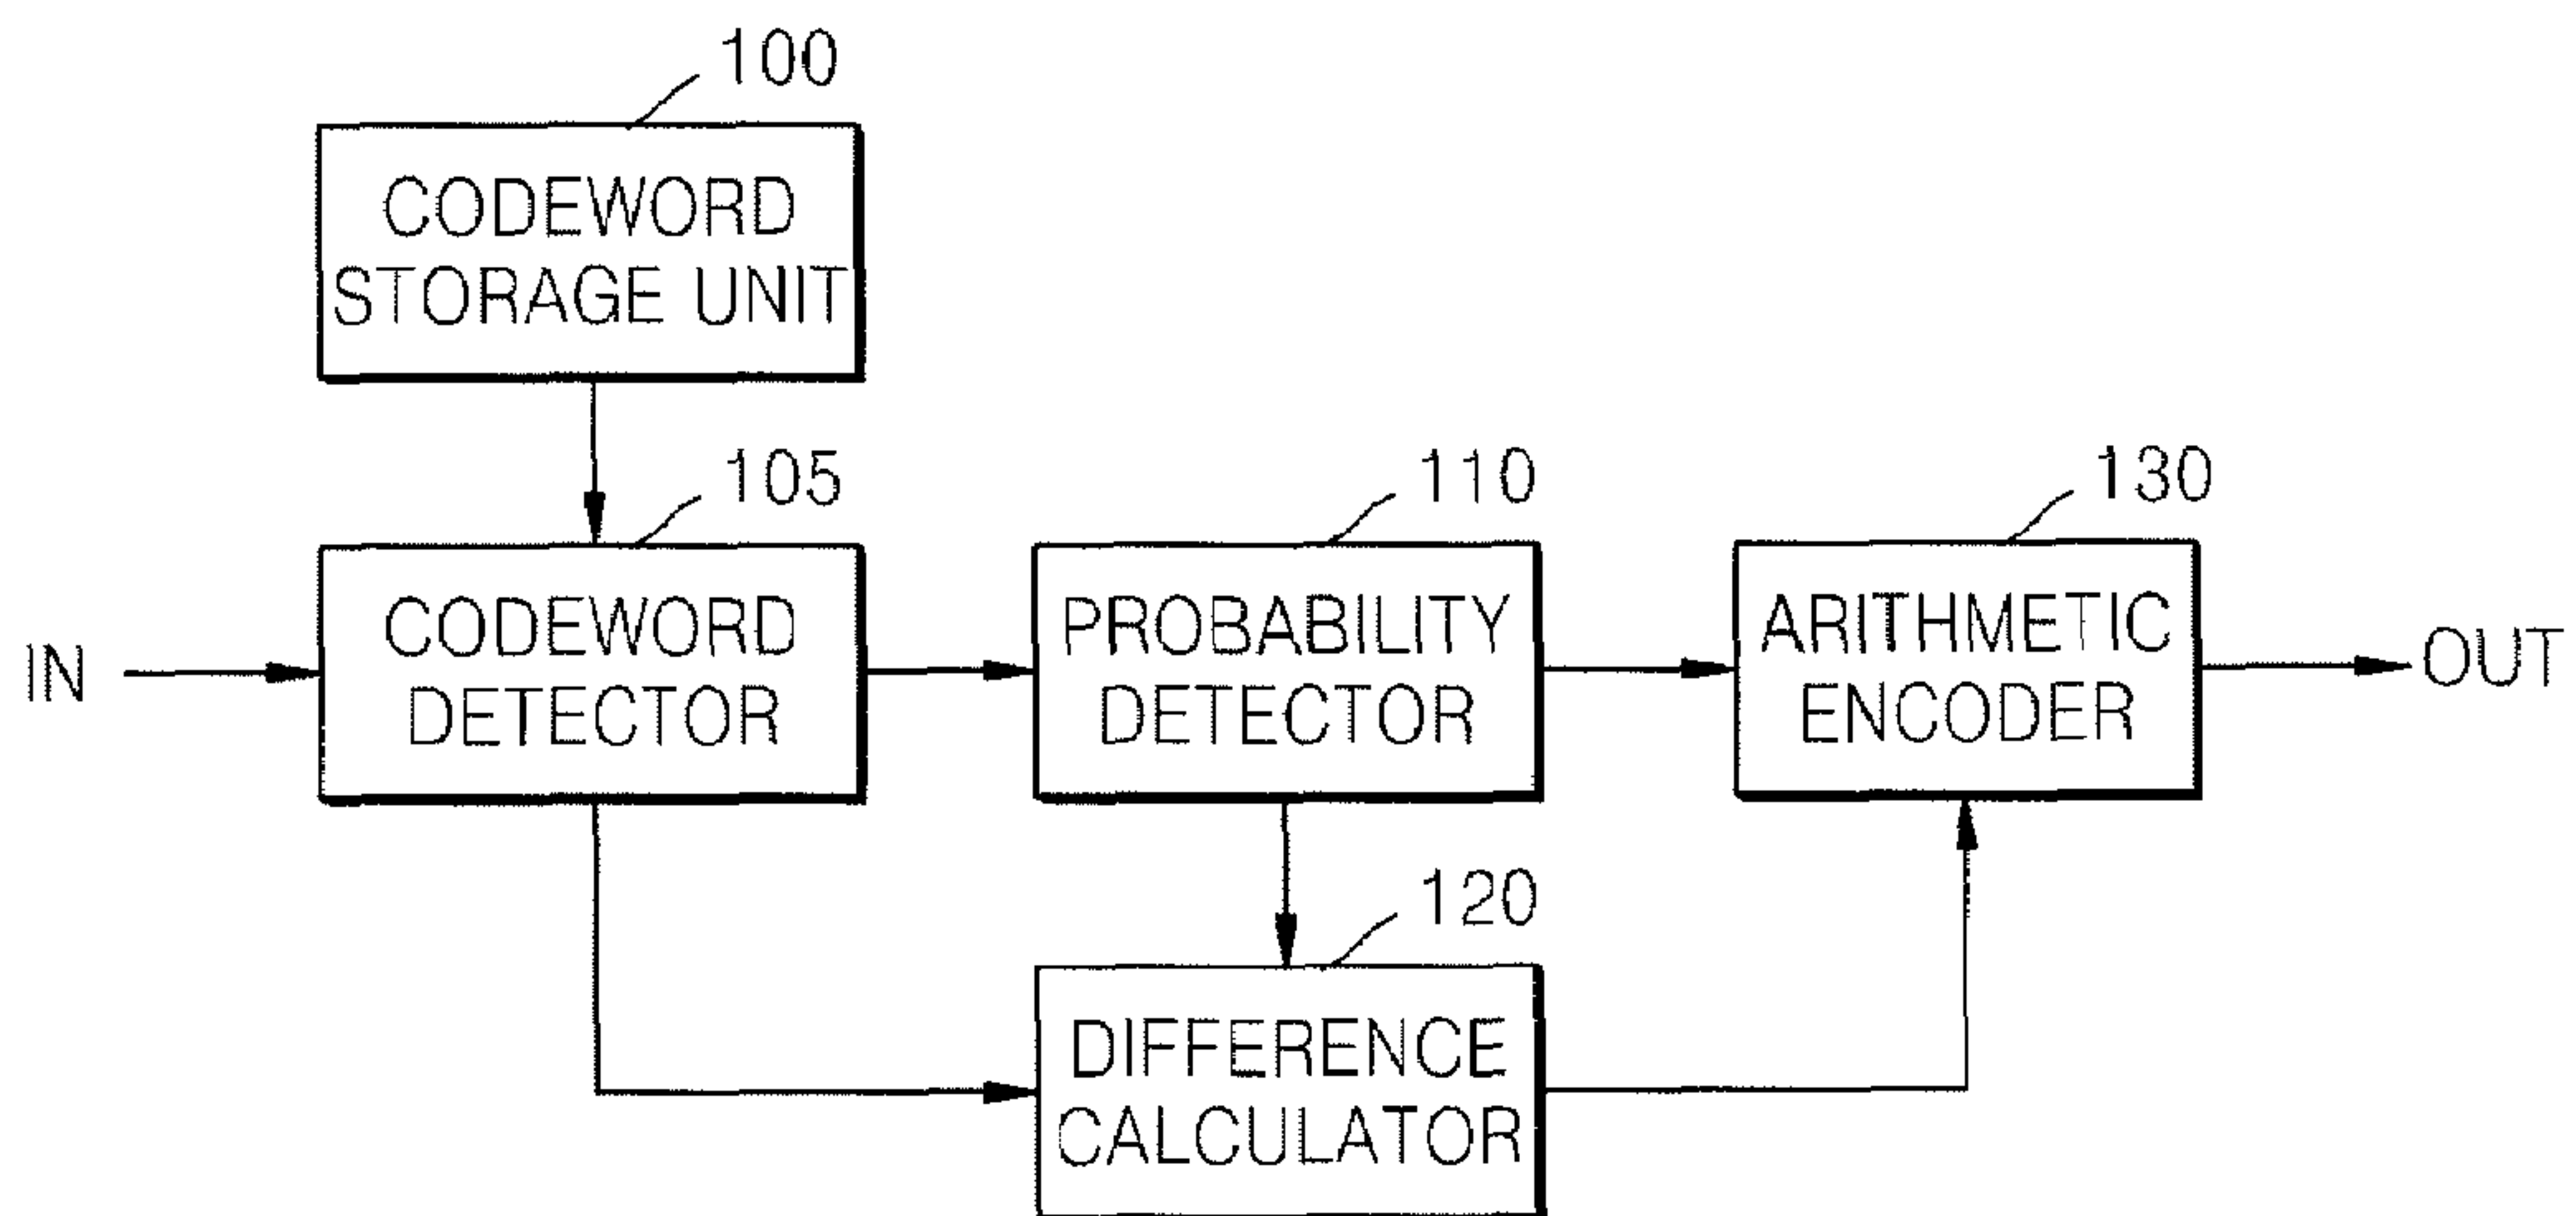 100
CODEWORD
STORAGE UNIT
105
110
130
IN
CODEWORD
DETECTOR
PROBABILITY
DETECTOR
ARITHMETIC
ENCODER
OUT
120
DIFFERENCE
CALCULATOR